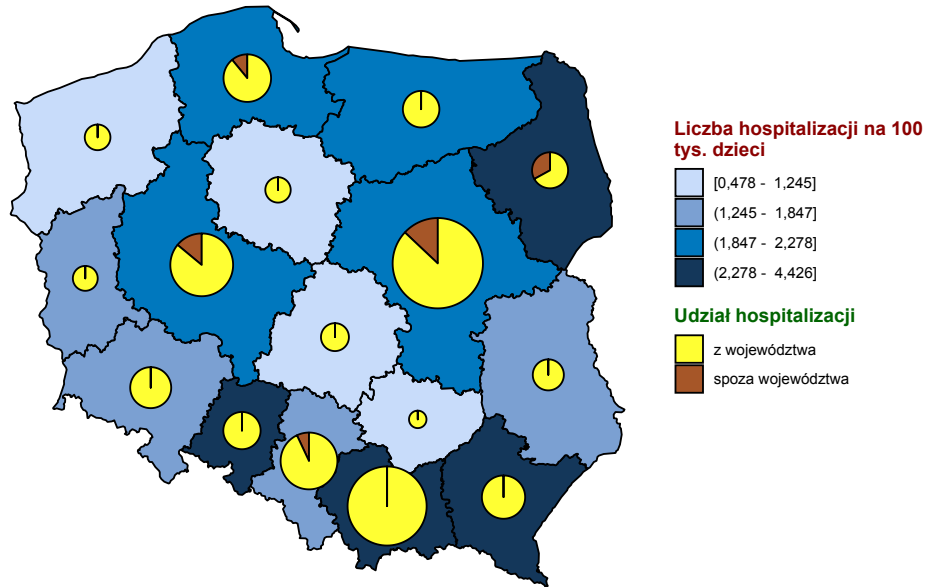 Liczba hospitalizacji na 100
tys. dzieci
[0,478 - 1,245]
(1,245 - 1,847]
(1,847 - 2,278]
(2,278 - 4,426]
Udział hospitalizacji
z województwa
spoza województwa